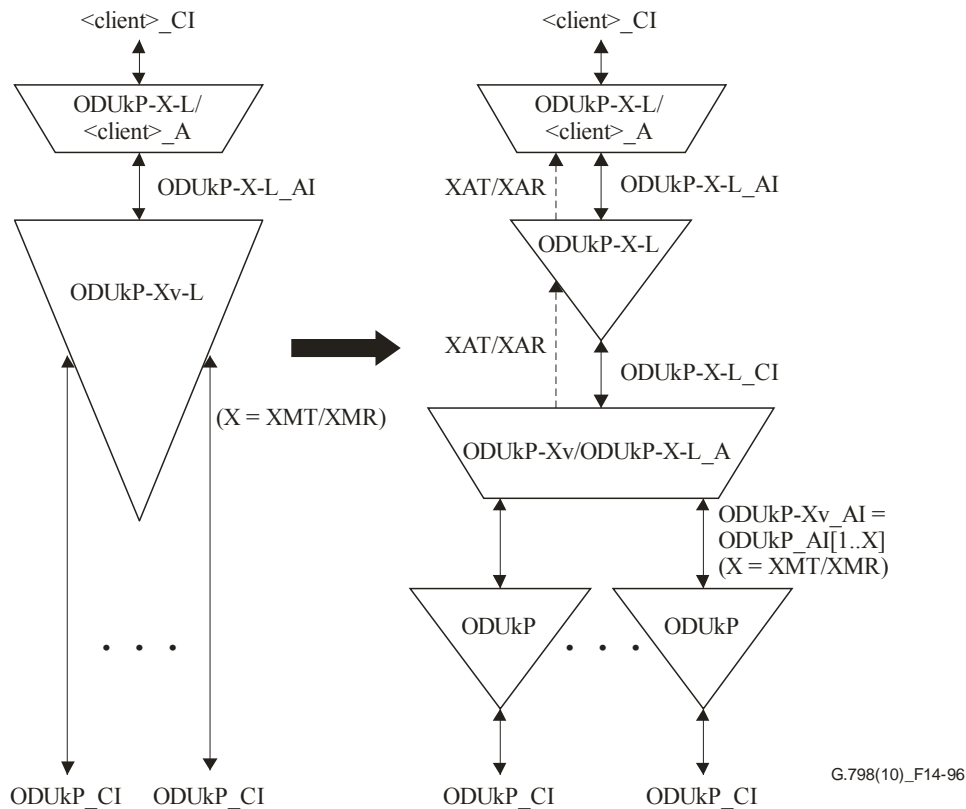 <client>_CI
ODUkP-X-L/
<client>_A
ODUkP-X-L_AI
ODUkP-Xv-L
(X = XMT/XMR)
. . .
ODUkP_CI
ODUkP_CI
<client>_CI
ODUkP-X-L/
<client>_A
XAT/XAR
ODUkP-X-L_AI
ODUkP-X-L
XAT/XAR
ODUkP-X-L_CI
ODUkP-Xv/ODUkP-X-L_A
ODUkP-Xv_AI =
ODUkP_AI[1..X]
(X = XMT/XMR)
ODUkP
. . .
ODUkP
ODUkP_CI
ODUkP_CI
G.798(10)_F14-96